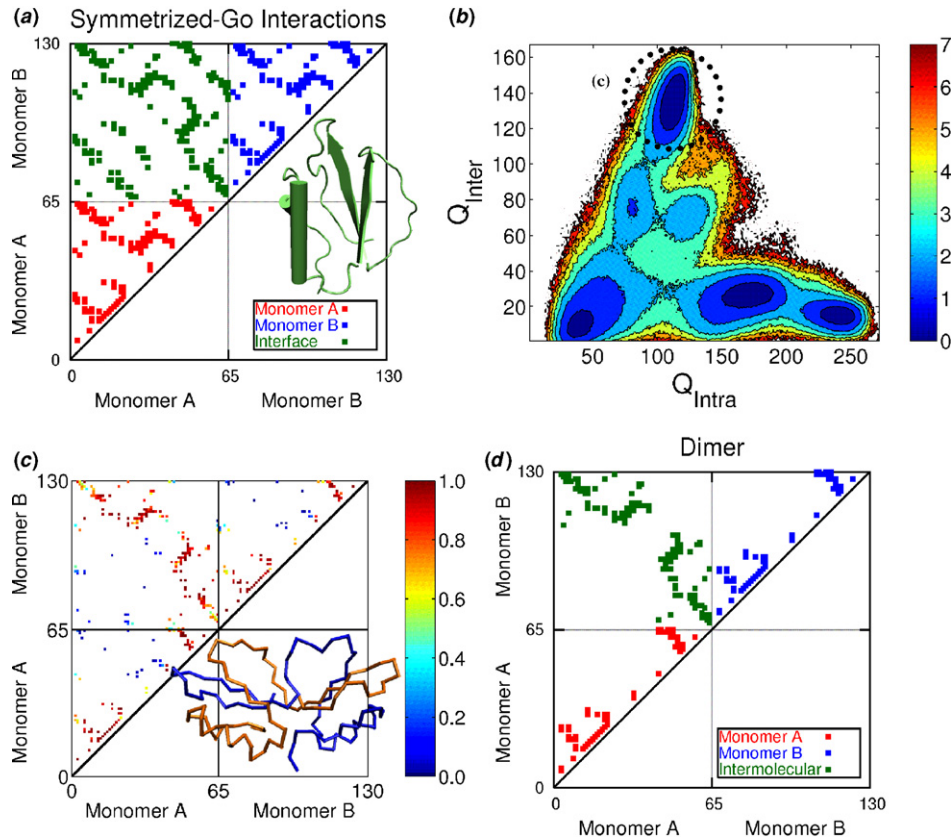 (a) Symmetrized-Go Interactions
130
Monomer B
65
Monomer A
0
0 65 130
Monomer A Monomer B
Monomer A
Monomer B
Interface
(b)
160
140
120
100
80
60
40
20
Q Inter
(c)
50 100 150 200 250
Q Intra
7
6
5
4
3
2
1
0
(c)
130
Monomer B
65
Monomer A
0
0 65 130
Monomer A Monomer B
1.0
0.8
0.6
0.4
0.2
0.0
(d) Dimer
130
Monomer B
65
Monomer A
0
0 65 130
Monomer A Monomer B
Monomer A
Monomer B
Intermolecular